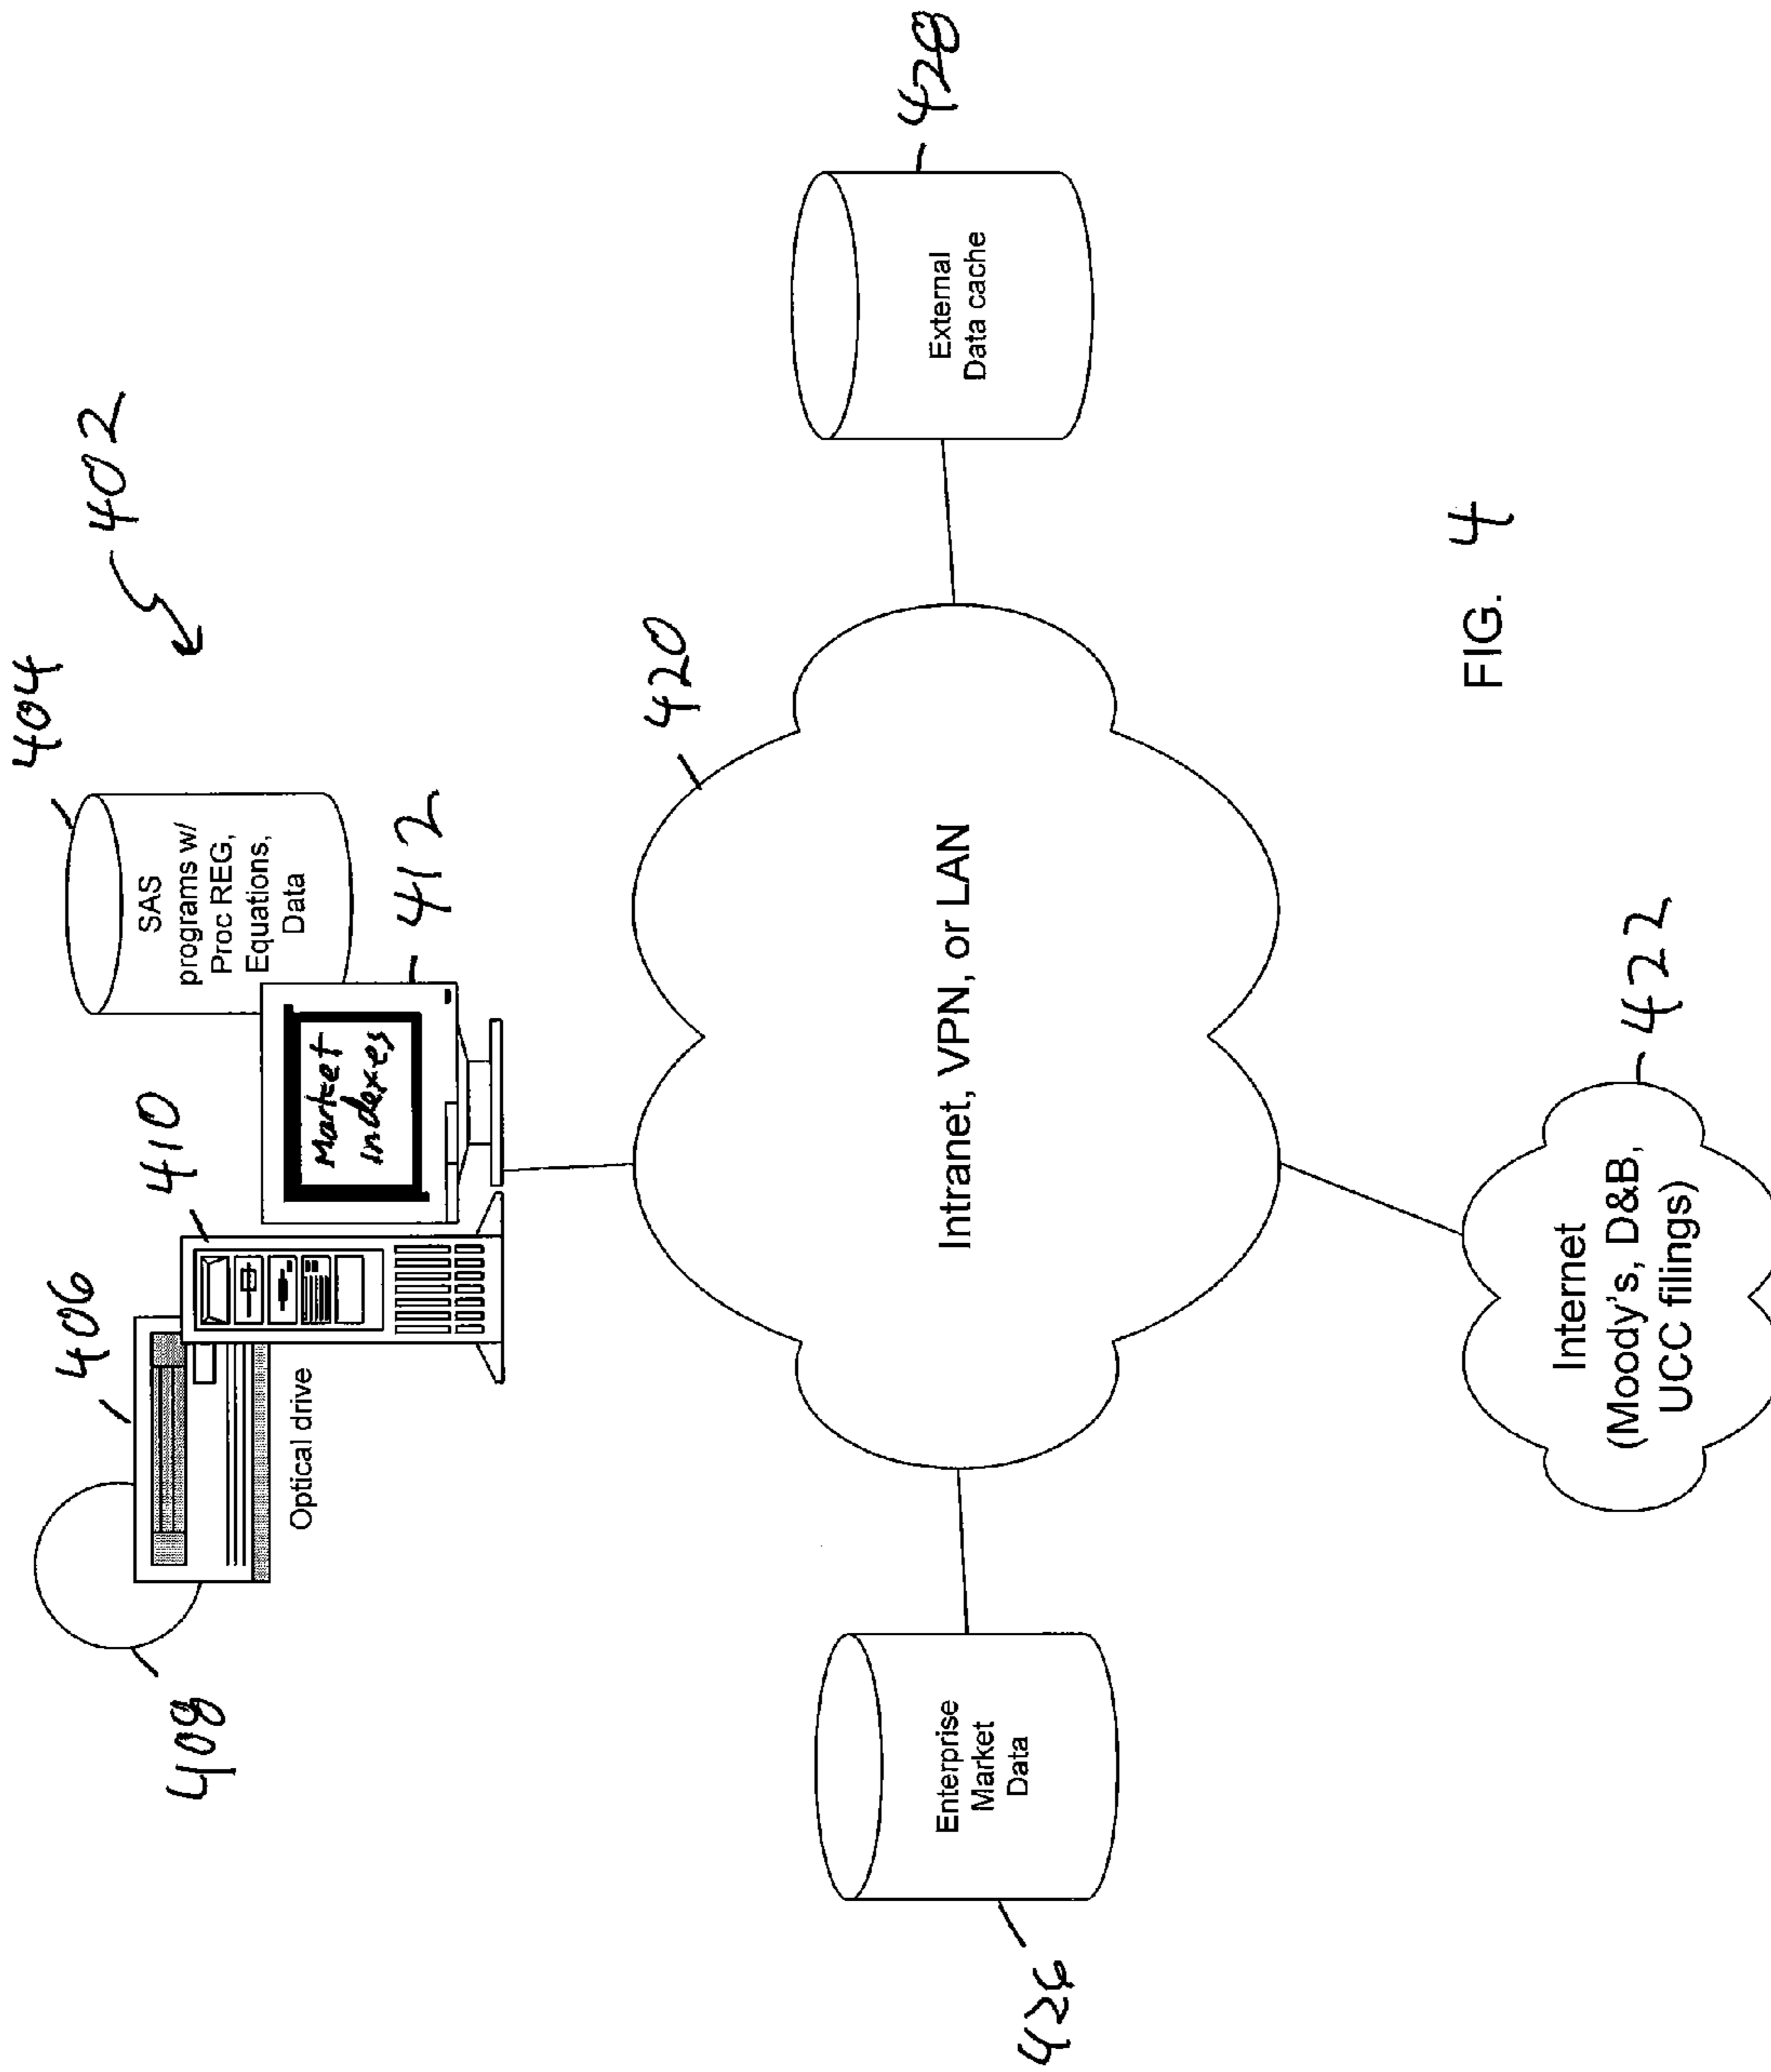 404
402
406
410
408
SAS
programs w/
Proc REG,
Equations,
Data
Market
Indexes
412
Optical drive
420
428
Enterprise
Market
Data
Intranet, VPN, or LAN
External
Data cache
426
Internet
(Moody's, D&B,
UCC filings)
422
FIG. 4